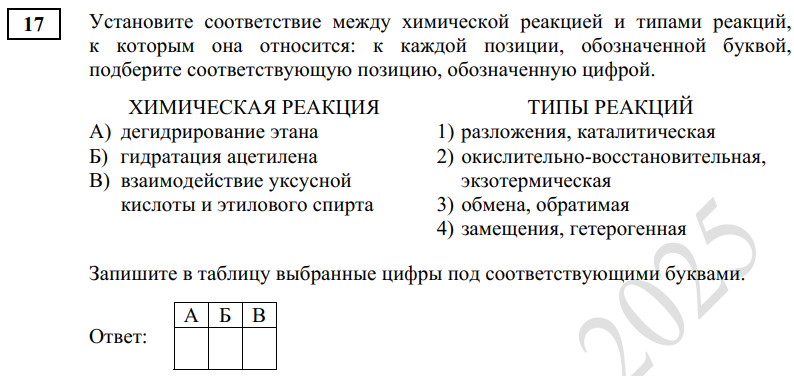 17
Установите соответствие между химической реакцией и типами реакций,
к которым она относится: к каждой позиции, обозначенной буквой,
подберите соответствующую позицию, обозначенную цифрой.
ХИМИЧЕСКАЯ РЕАКЦИЯ
А) дегидрирование этана
Б) гидратация ацетилена
В) взаимодействие уксусной
кислоты и этилового спирта
ТИПЫ РЕАКЦИЙ
1) разложения, каталитическая
2) окислительно-восстановительная,
экзотермическая
3) обмена, обратимая
4) замещения, гетерогенная
Запишите в таблицу выбранные цифры под соответствующими буквами.
А Б В
Ответ:
2025